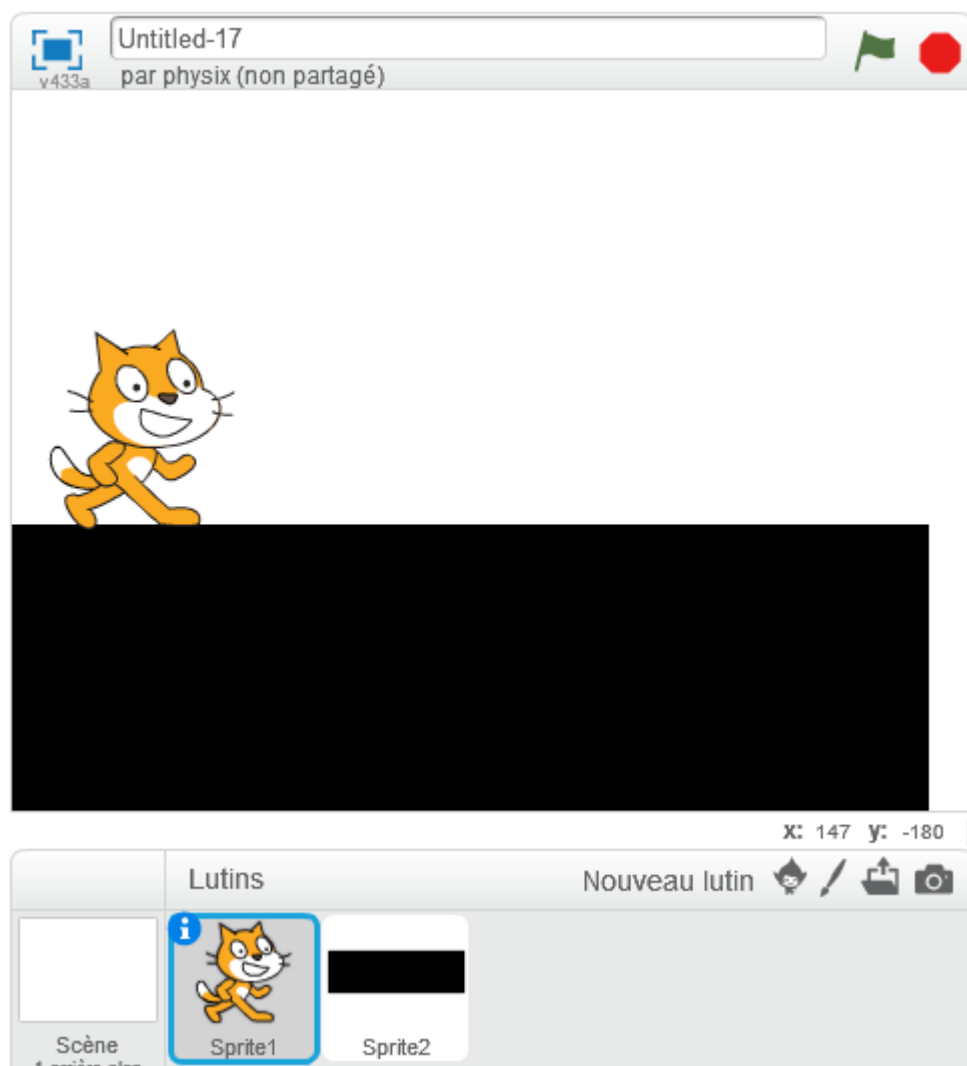 Untitled-17
v433a
par physix (non partagé)
x: 147 y: -180
Lutins
Nouveau lutin
i
Scène
Sprite1
Sprite2